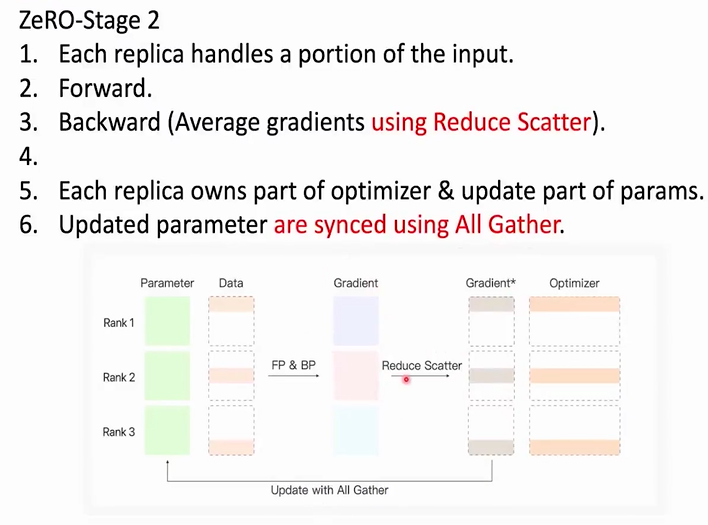 ZeRO-Stage 2
1. Each replica handles a portion of the input.
2. Forward.
3. Backward (Average gradients using Reduce Scatter).
4.
5. Each replica owns part of optimizer & update part of params.
6. Updated parameter are synced using All Gather.
Parameter Data Gradient Gradient* Optimizer
Rank 1
Rank 2 FP & BP Reduce Scatter
Rank 3
Update with All Gather